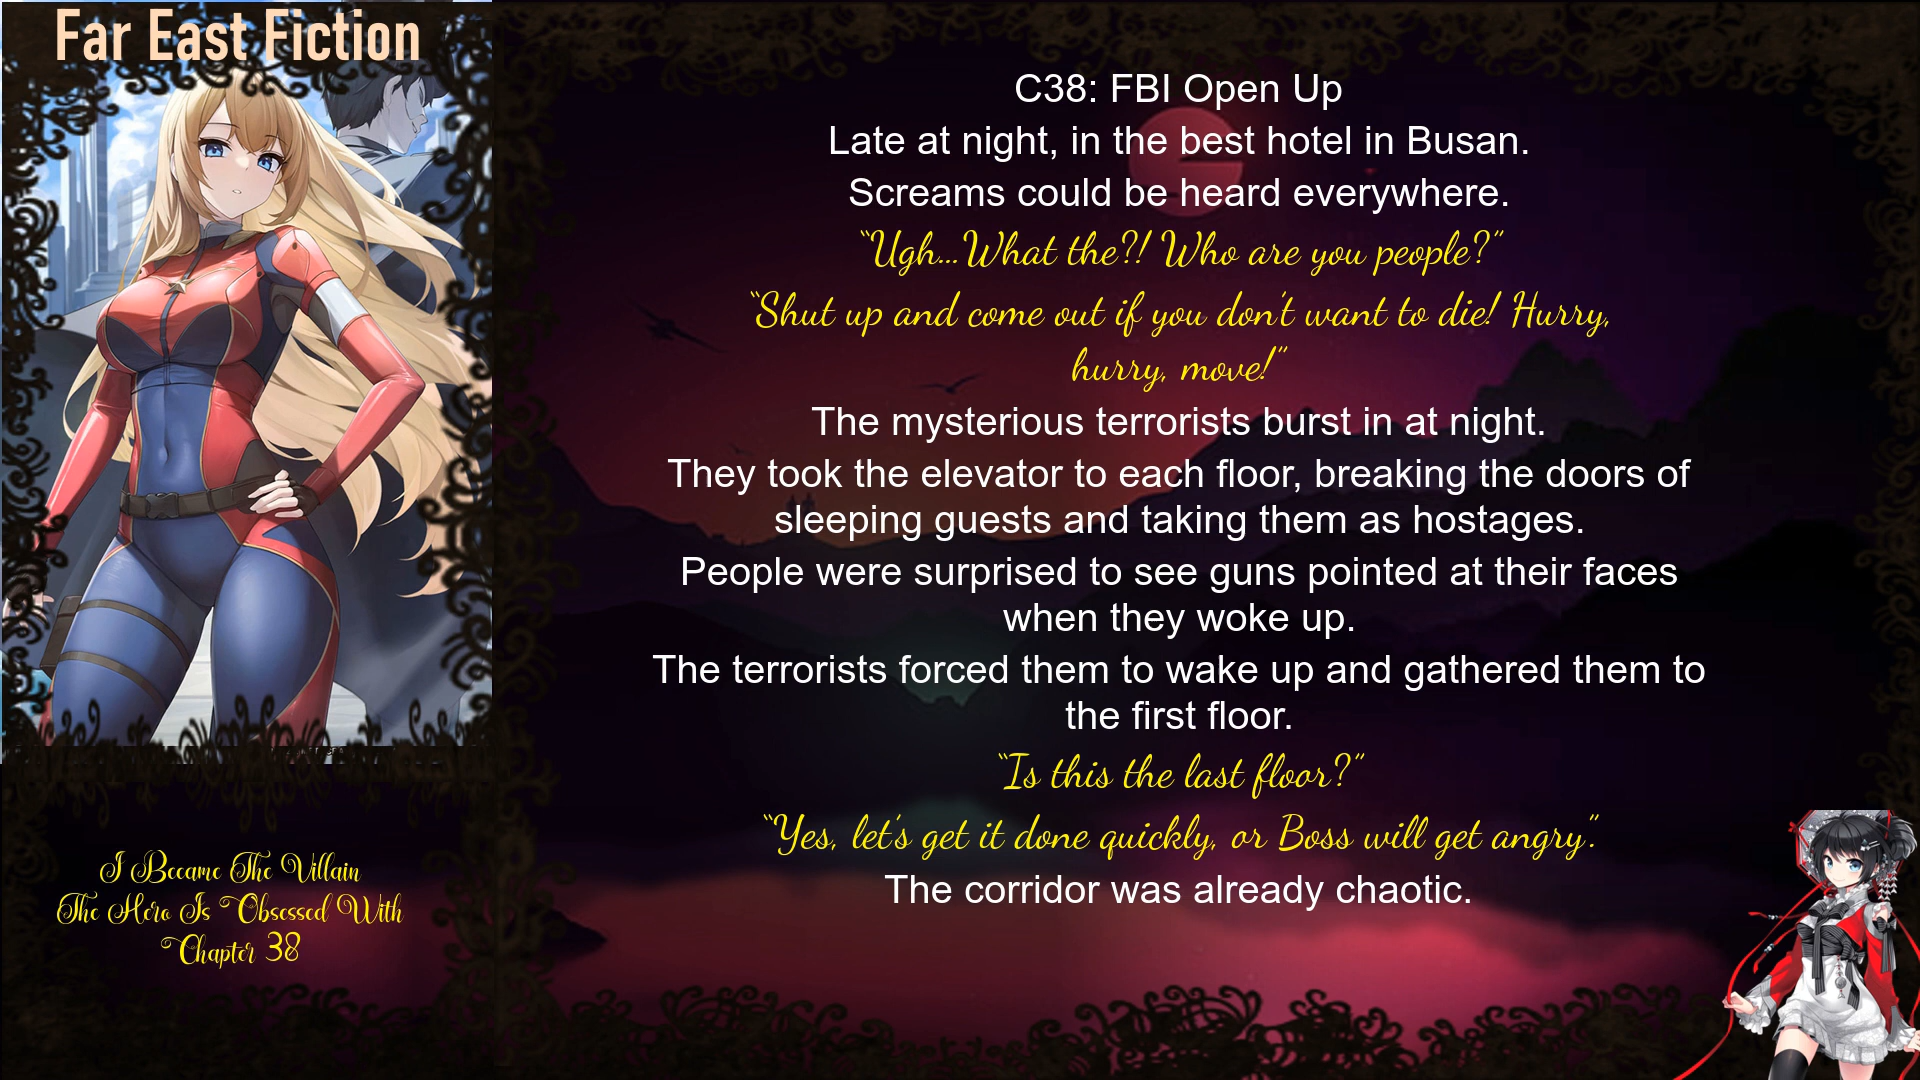 Far East Fiction
C38: FBI Open Up
Late at night, in the best hotel in Busan.
Screams could be heard everywhere.
“Ugh…What the?! Who are you people?”
“Shut up and come out if you don’t want to die! Hurry,
hurry, move!”
The mysterious terrorists burst in at night.
They took the elevator to each floor, breaking the doors of
sleeping guests and taking them as hostages.
People were surprised to see guns pointed at their faces
when they woke up.
The terrorists forced them to wake up and gathered them to
the first floor.
“Is this the last floor?”
“Yes, let’s get it done quickly, or Boss will get angry.”
The corridor was already chaotic.
I Became The Villain
The Hero Is Obsessed With
Chapter 38